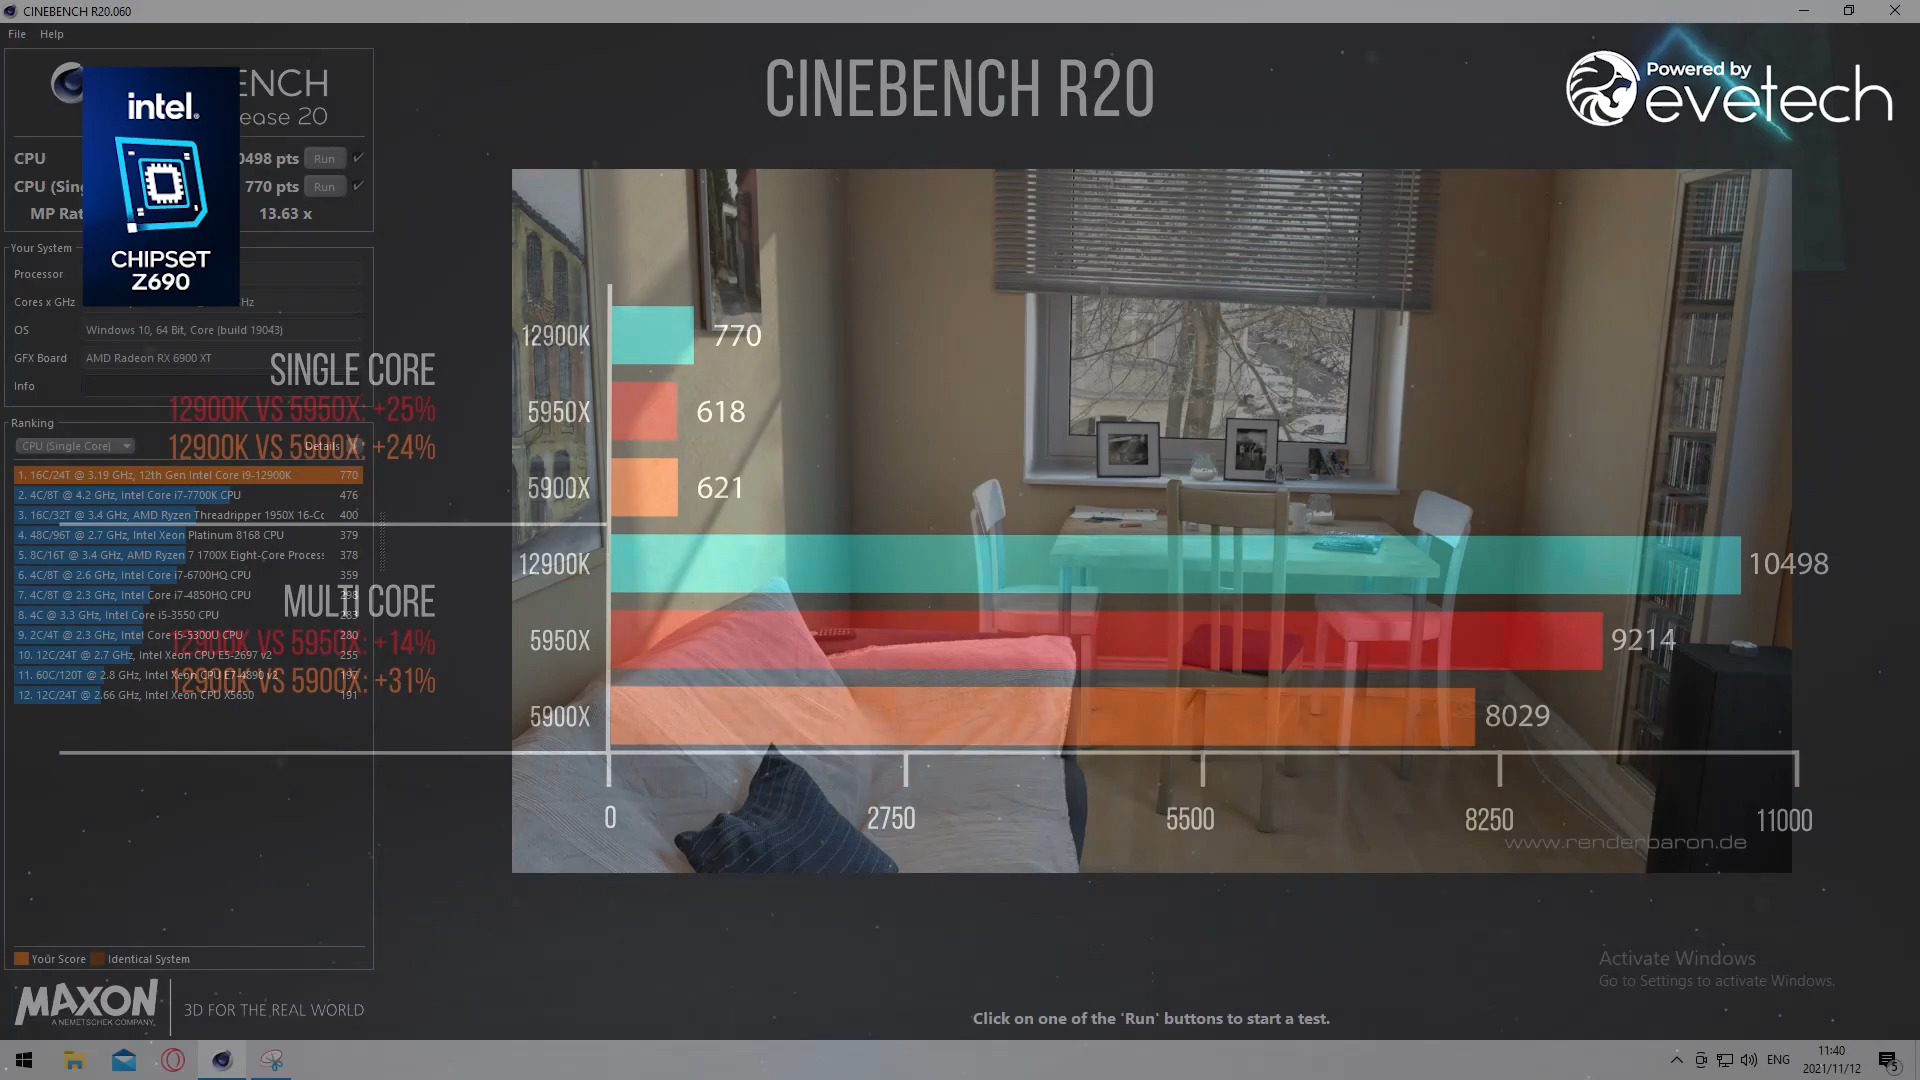 CINEBENCH R20.060
File Help
CINEBENCH R20
Powered by
evetech
ENCH
ease 20
intel.
CHIPSET
Z690
CPU 0498 pts Run
CPU (Sin 770 pts Run
MP Rat 13.63 x
Your System
Processor
Cores x GHz Hz
OS Windows 10, 64 Bit, Core (build 19043)
GFX Board AMD Radeon RX 6900 XT
Info
SINGLE CORE
12900K VS 5950X: +25%
12900K VS 5900X: +24%
Ranking
CPU (Single Core) Details
1. 16C/24T @ 3.19 GHz, 12th Gen Intel Core i9-12900K 770
2. 4C/8T @ 4.2 GHz, Intel Core i7-7700K CPU 476
3. 16C/32T @ 3.4 GHz, AMD Ryzen Threadripper 1950X 16-Co 400
4. 48C/96T @ 2.7 GHz, Intel Xeon Platinum 8168 CPU 379
5. 8C/16T @ 3.4 GHz, AMD Ryzen 7 1700X Eight-Core Process 378
6. 4C/8T @ 2.6 GHz, Intel Core i7-6700HQ CPU 359
7. 4C/8T @ 2.3 GHz, Intel Core i7-4850HQ CPU 298
8. 4C @ 3.3 GHz, Intel Core i5-3550 CPU 283
9. 2C/4T @ 2.3 GHz, Intel Core i5-5300U CPU 280
10. 12C/24T @ 2.7 GHz, Intel Xeon CPU E5-2697 v2 255
11. 60C/120T @ 2.8 GHz, Intel Xeon CPU E7-4890 v2 197
12. 12C/24T @ 2.66 GHz, Intel Xeon CPU X5650 191
MULTI CORE
12900K VS 5950X: +14%
12900K VS 5900X: +31%
12900K 770
5950X 618
5900X 621
12900K 10498
5950X 9214
5900X 8029
0 2750 5500 8250 11000
www.renderbaron.de
Your Score Identical System
MAXON
A NEMETSCHEK COMPANY
3D FOR THE REAL WORLD
Activate Windows
Go to Settings to activate Windows.
Click on one of the 'Run' buttons to start a test.
ENG
11:40
2021/11/12
5